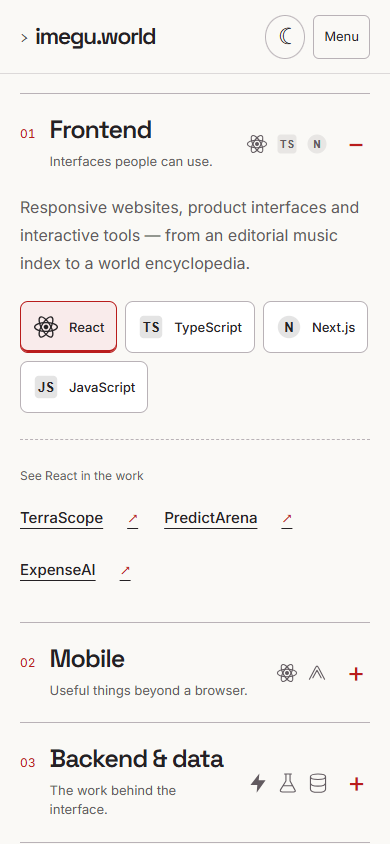 > imegu.world
Menu
01 Frontend TS N
Interfaces people can use.
Responsive websites, product interfaces and
interactive tools — from an editorial music
index to a world encyclopedia.
React TS TypeScript N Next.js
JS JavaScript
See React in the work
TerraScope ↗ PredictArena ↗
ExpenseAI ↗
02 Mobile
Useful things beyond a browser.
03 Backend & data
The work behind the
interface.